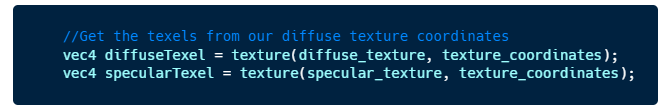 //Get the texels from our diffuse texture coordinates
vec4 diffuseTexel = texture(diffuse_texture, texture_coordinates);
vec4 specularTexel = texture(specular_texture, texture_coordinates);